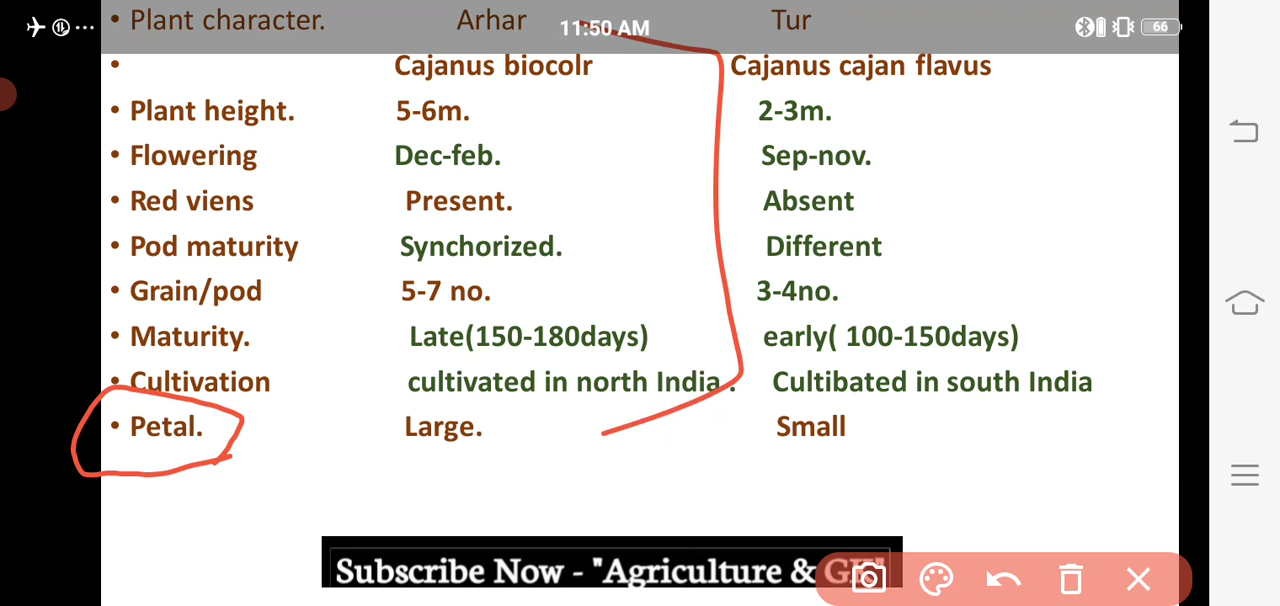 11:50 AM
66
• Plant character. Arhar Tur
• Cajanus biocolr Cajanus cajan flavus
• Plant height. 5-6m. 2-3m.
• Flowering Dec-feb. Sep-nov.
• Red viens Present. Absent
• Pod maturity Synchorized. Different
• Grain/pod 5-7 no. 3-4no.
• Maturity. Late(150-180days) early( 100-150days)
• Cultivation cultivated in north India . Cultibated in south India
• Petal. Large. Small
Subscribe Now - "Agriculture &